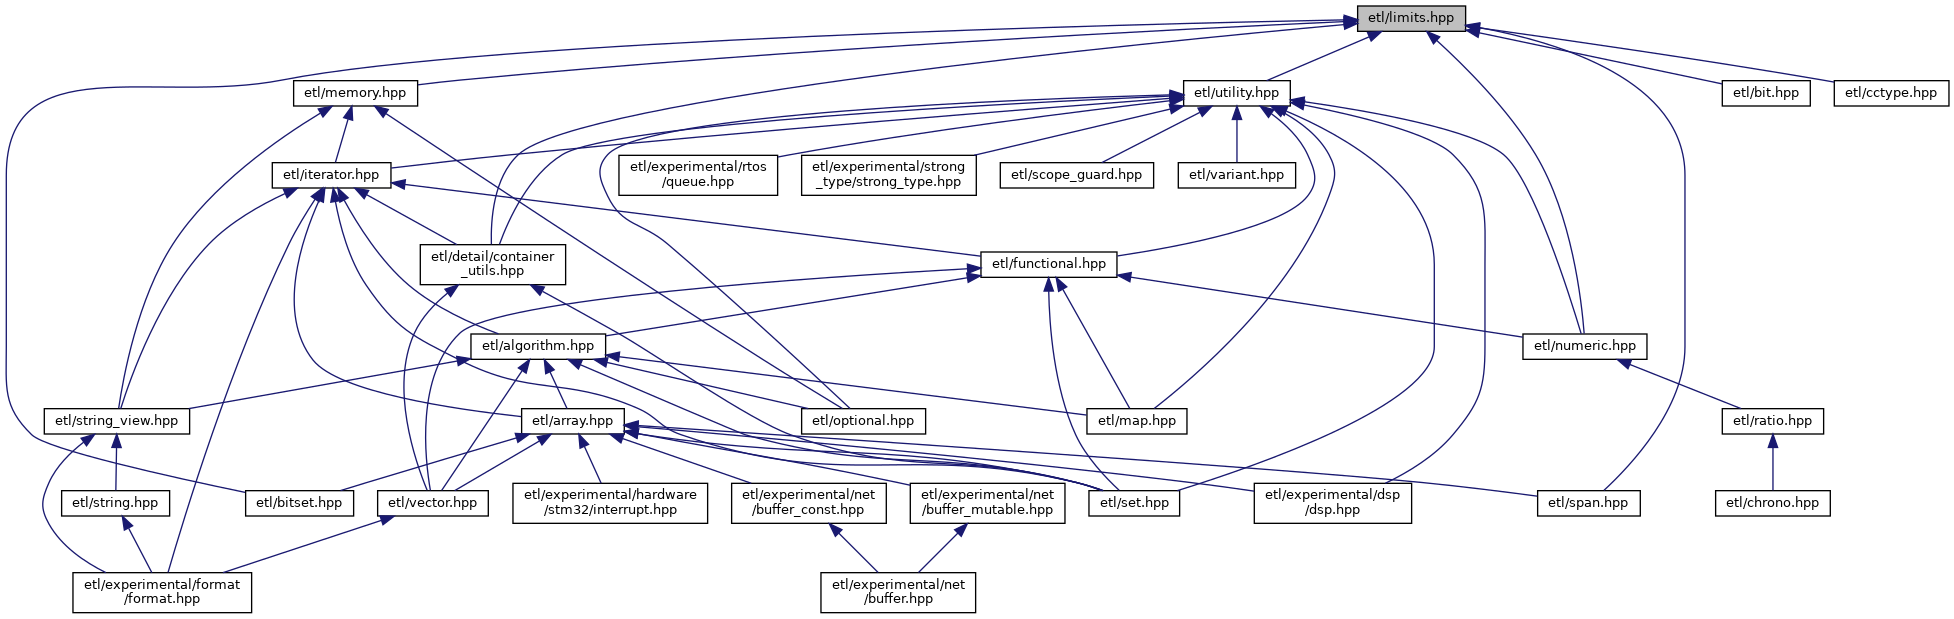 etl/limits.hpp
etl/memory.hpp
etl/utility.hpp
etl/bit.hpp
etl/cctype.hpp
etl/iterator.hpp
etl/experimental/rtos
/queue.hpp
etl/experimental/strong
_type/strong_type.hpp
etl/scope_guard.hpp
etl/variant.hpp
etl/detail/container
_utils.hpp
etl/functional.hpp
etl/algorithm.hpp
etl/numeric.hpp
etl/string_view.hpp
etl/array.hpp
etl/optional.hpp
etl/map.hpp
etl/ratio.hpp
etl/string.hpp
etl/bitset.hpp
etl/vector.hpp
etl/experimental/hardware
/stm32/interrupt.hpp
etl/experimental/net
/buffer_const.hpp
etl/experimental/net
/buffer_mutable.hpp
etl/set.hpp
etl/experimental/dsp
/dsp.hpp
etl/span.hpp
etl/chrono.hpp
etl/experimental/format
/format.hpp
etl/experimental/net
/buffer.hpp